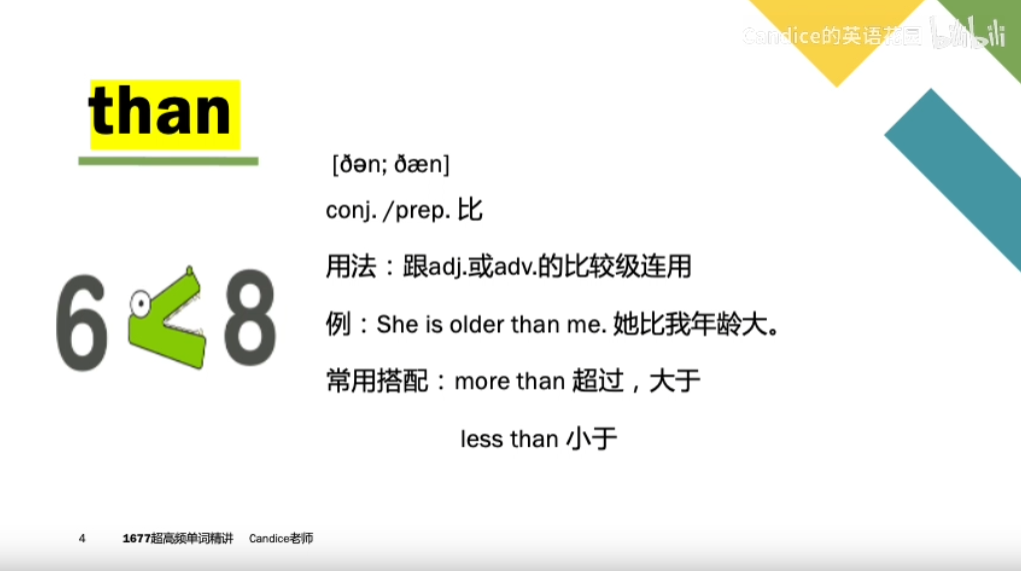 Candice的英语花园 bilibili
than
[ðən; ðæn]
conj. /prep. 比
用法：跟adj.或adv.的比较级连用
6 < 8
例：She is older than me. 她比我年龄大。
常用搭配：more than 超过，大于
less than 小于
4 1677超高频单词精讲 Candice老师